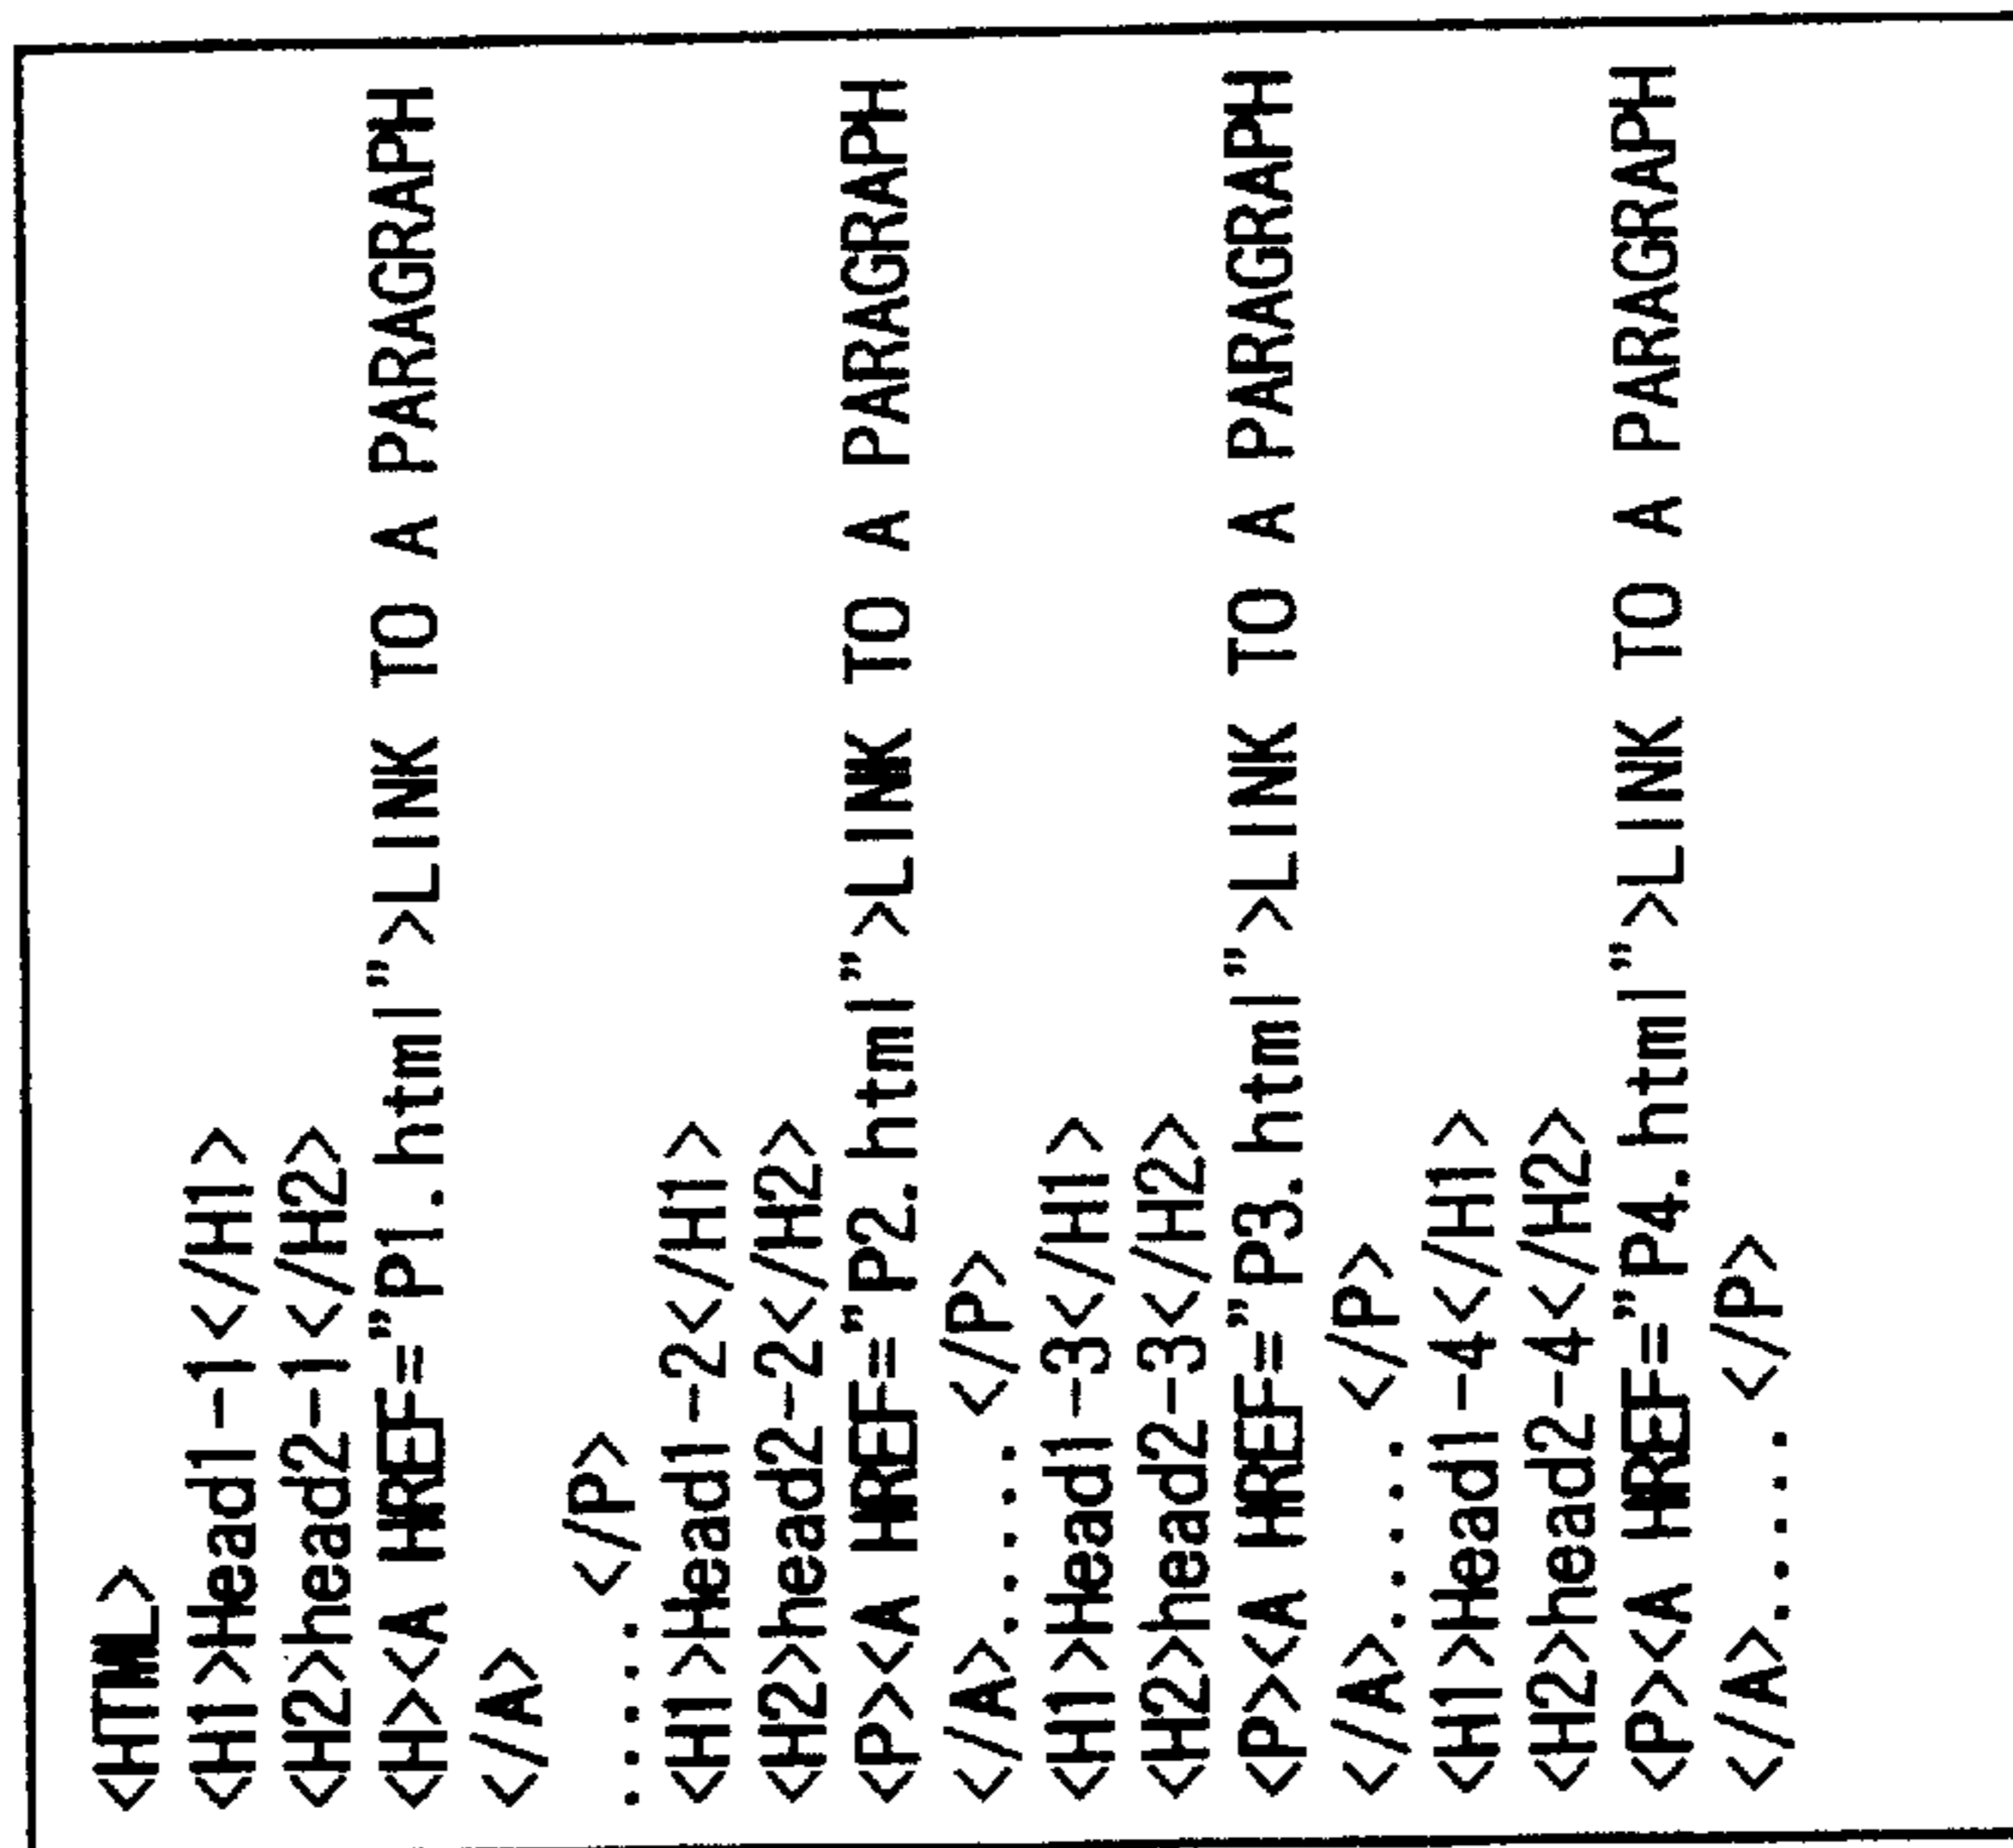 <HTML>
<H1>Head1-1</H1>
<H2>head2-1</H2>
<H><A HREF="P1.html">LINK TO A PARAGRAPH
</A>
..... </P>
<H1>Head1-2</H1>
<H2>head2-2</H2>
<P><A HREF="P2.html">LINK TO A PARAGRAPH
</A>..... </P>
<H1>Head1-3</H1>
<H2>head2-3</H2>
<P><A HREF="P3.html">LINK TO A PARAGRAPH
</A>..... </P>
<H1>Head1-4</H1>
<H2>head2-4</H2>
<P><A HREF="P4.html">LINK TO A PARAGRAPH
</A>..... </P>